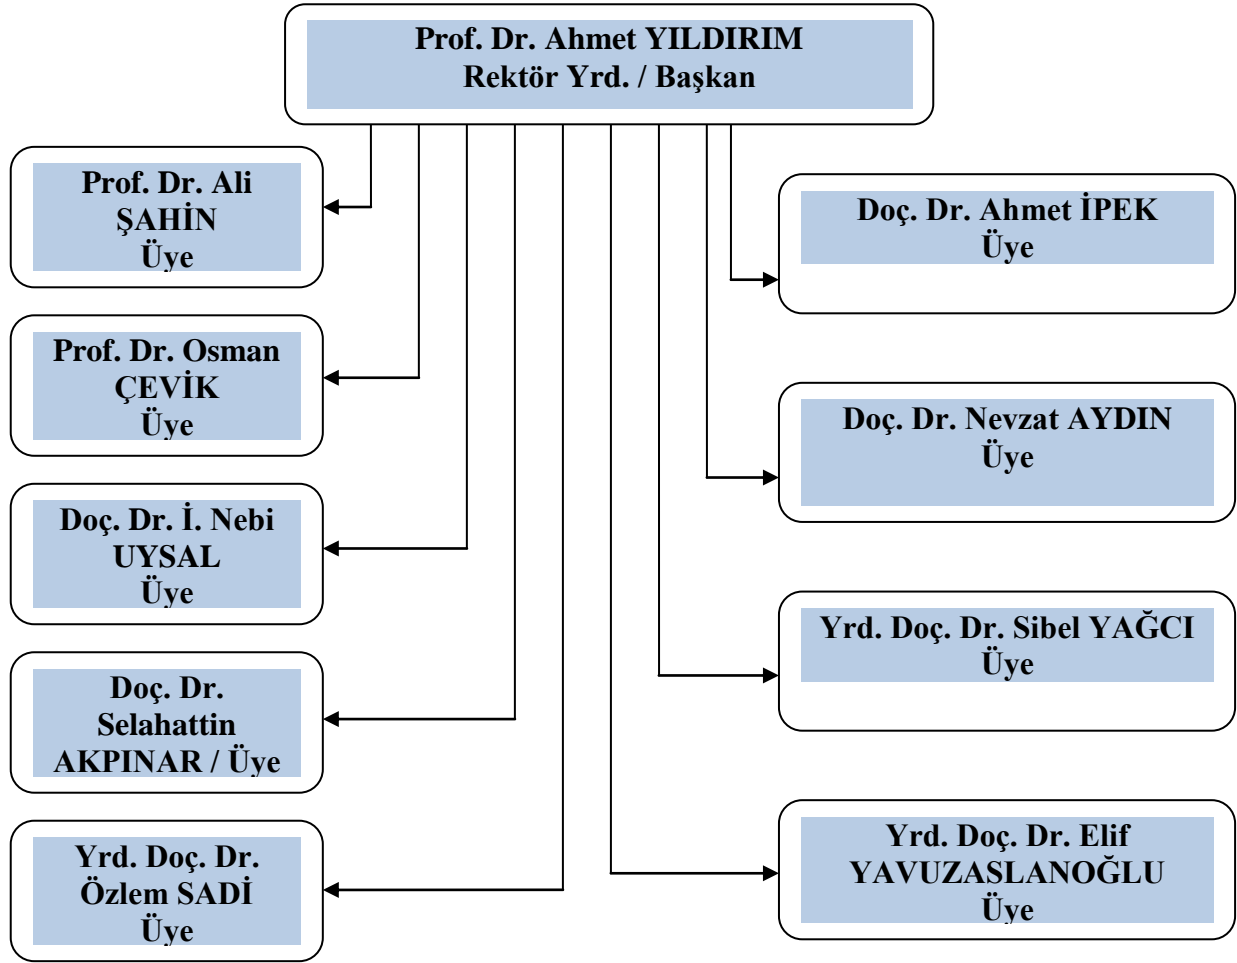 Prof. Dr. Ahmet YILDIRIM
Rektör Yrd. / Başkan
Prof. Dr. Ali
ŞAHİN
Üye
Prof. Dr. Osman
ÇEVİK
Üye
Doç. Dr. İ. Nebi
UYSAL
Üye
Doç. Dr.
Selahattin
AKPINAR / Üye
Yrd. Doç. Dr.
Özlem SADİ
Üye
Doç. Dr. Ahmet İPEK
Üye
Doç. Dr. Nevzat AYDIN
Üye
Yrd. Doç. Dr. Sibel YAĞCI
Üye
Yrd. Doç. Dr. Elif
YAVUZASLANOĞLU
Üye